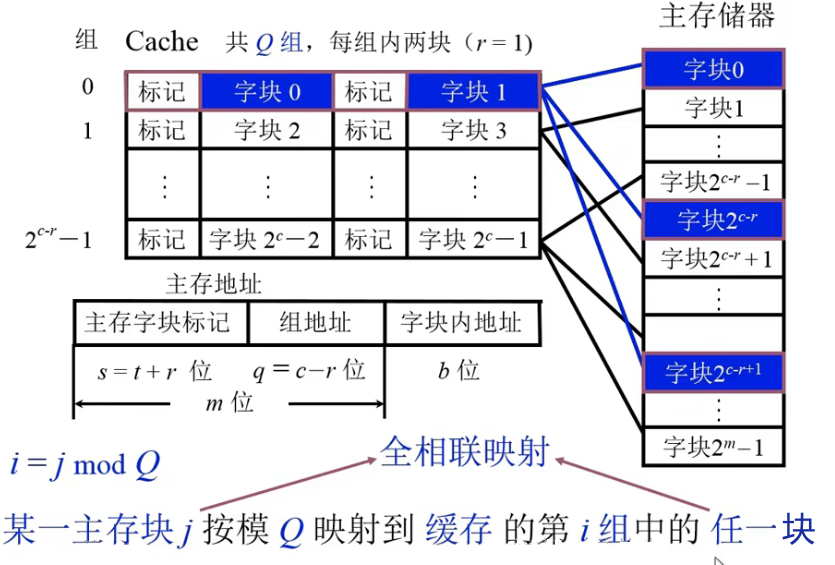 主存储器
组 Cache 共 Q 组，每组内两块（r = 1）
0 标记 字块 0 标记 字块 1
1 标记 字块 2 标记 字块 3
⋮ ⋮ ⋮ ⋮
2^{c-r}－1 标记 字块 2^c－2 标记 字块 2^c－1
字块0
字块1
⋮
字块2^{c-r}－1
字块2^{c-r}
字块2^{c-r}+1
⋮
字块2^{c-r+1}
⋮
字块2^m－1
主存地址
主存字块标记 组地址 字块内地址
s = t + r 位 q = c－r 位 b 位
m 位
i = j mod Q
全相联映射
某一主存块 j 按模 Q 映射到 缓存 的第 i 组中的 任一块